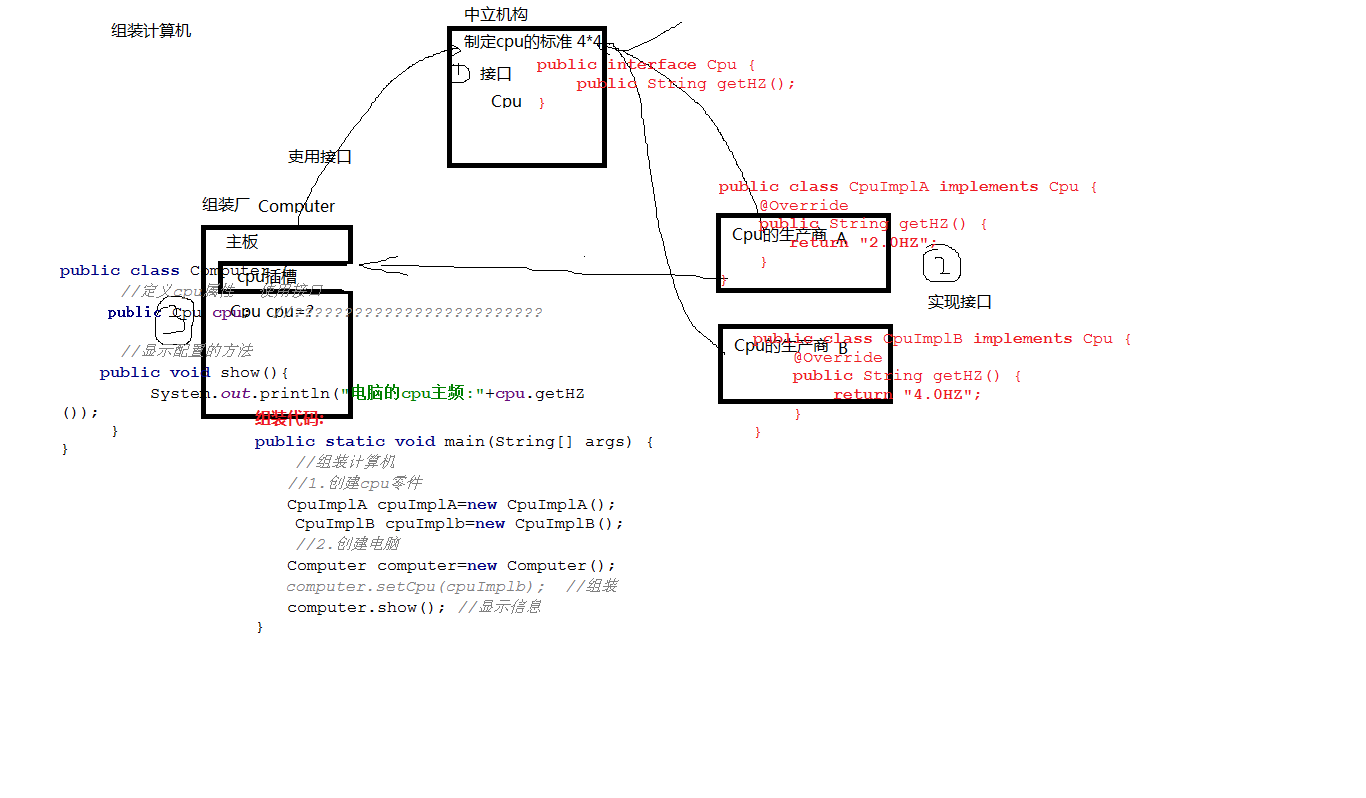 组装计算机
中立机构
制定cpu的标准 4*4
1 接口
Cpu
public interface Cpu {
public String getHZ();
}
使用接口
组装厂 Computer
主板
cpu插槽
Cpu cpu=?
public class Computer {
//定义cpu属性 使用接口
public Cpu cpu; //?????????????????????????
3
//显示配置的方法
public void show(){
System.out.println("电脑的cpu主频:"+cpu.getHZ
());
}
}
public class CpuImplA implements Cpu {
@Override
public String getHZ() {
return "2.0HZ";
}
}
Cpu的生产商 A
2
实现接口
Cpu的生产商 B
public class CpuImplB implements Cpu {
@Override
public String getHZ() {
return "4.0HZ";
}
}
组装代码:
public static void main(String[] args) {
//组装计算机
//1.创建cpu零件
CpuImplA cpuImplA=new CpuImplA();
CpuImplB cpuImplb=new CpuImplB();
//2.创建电脑
Computer computer=new Computer();
computer.setCpu(cpuImplb); //组装
computer.show(); //显示信息
}